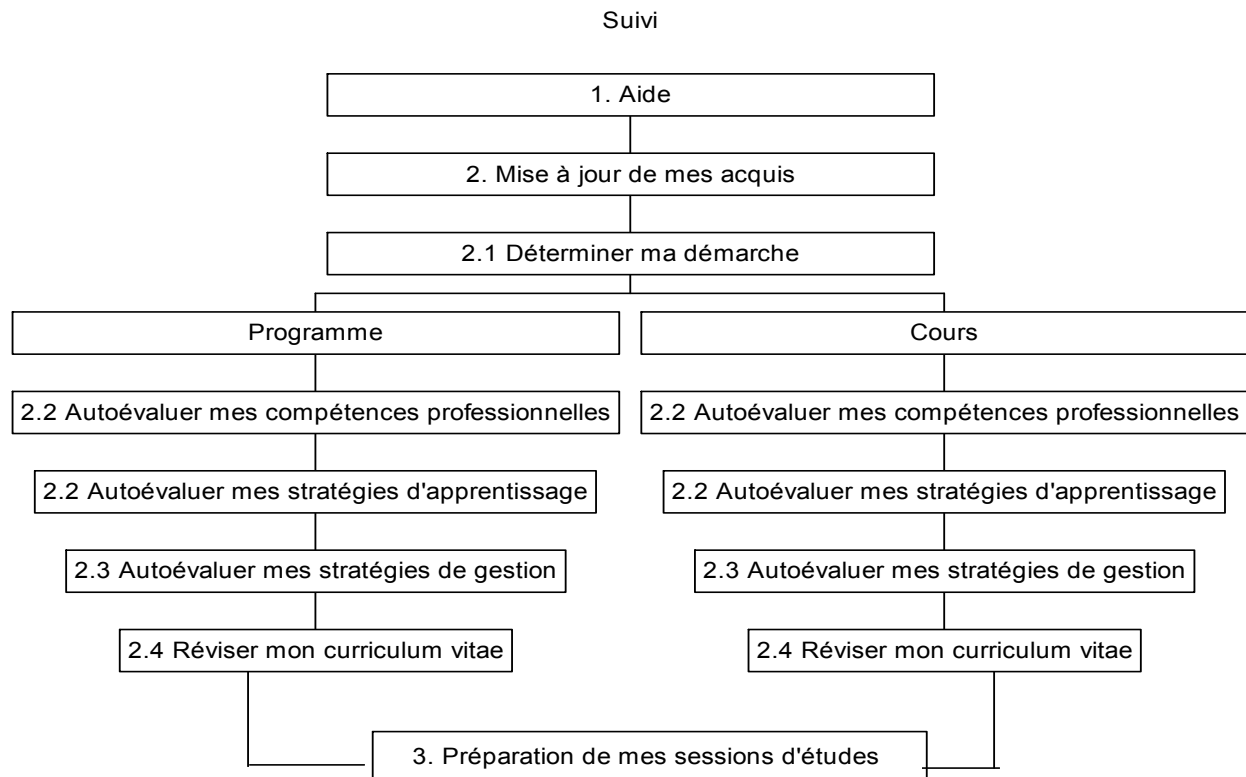 Suivi
1. Aide
2. Mise à jour de mes acquis
2.1 Déterminer ma démarche
Programme
Cours
2.2 Autoévaluer mes compétences professionnelles
2.2 Autoévaluer mes compétences professionnelles
2.2 Autoévaluer mes stratégies d'apprentissage
2.2 Autoévaluer mes stratégies d'apprentissage
2.3 Autoévaluer mes stratégies de gestion
2.3 Autoévaluer mes stratégies de gestion
2.4 Réviser mon curriculum vitae
2.4 Réviser mon curriculum vitae
3. Préparation de mes sessions d'études